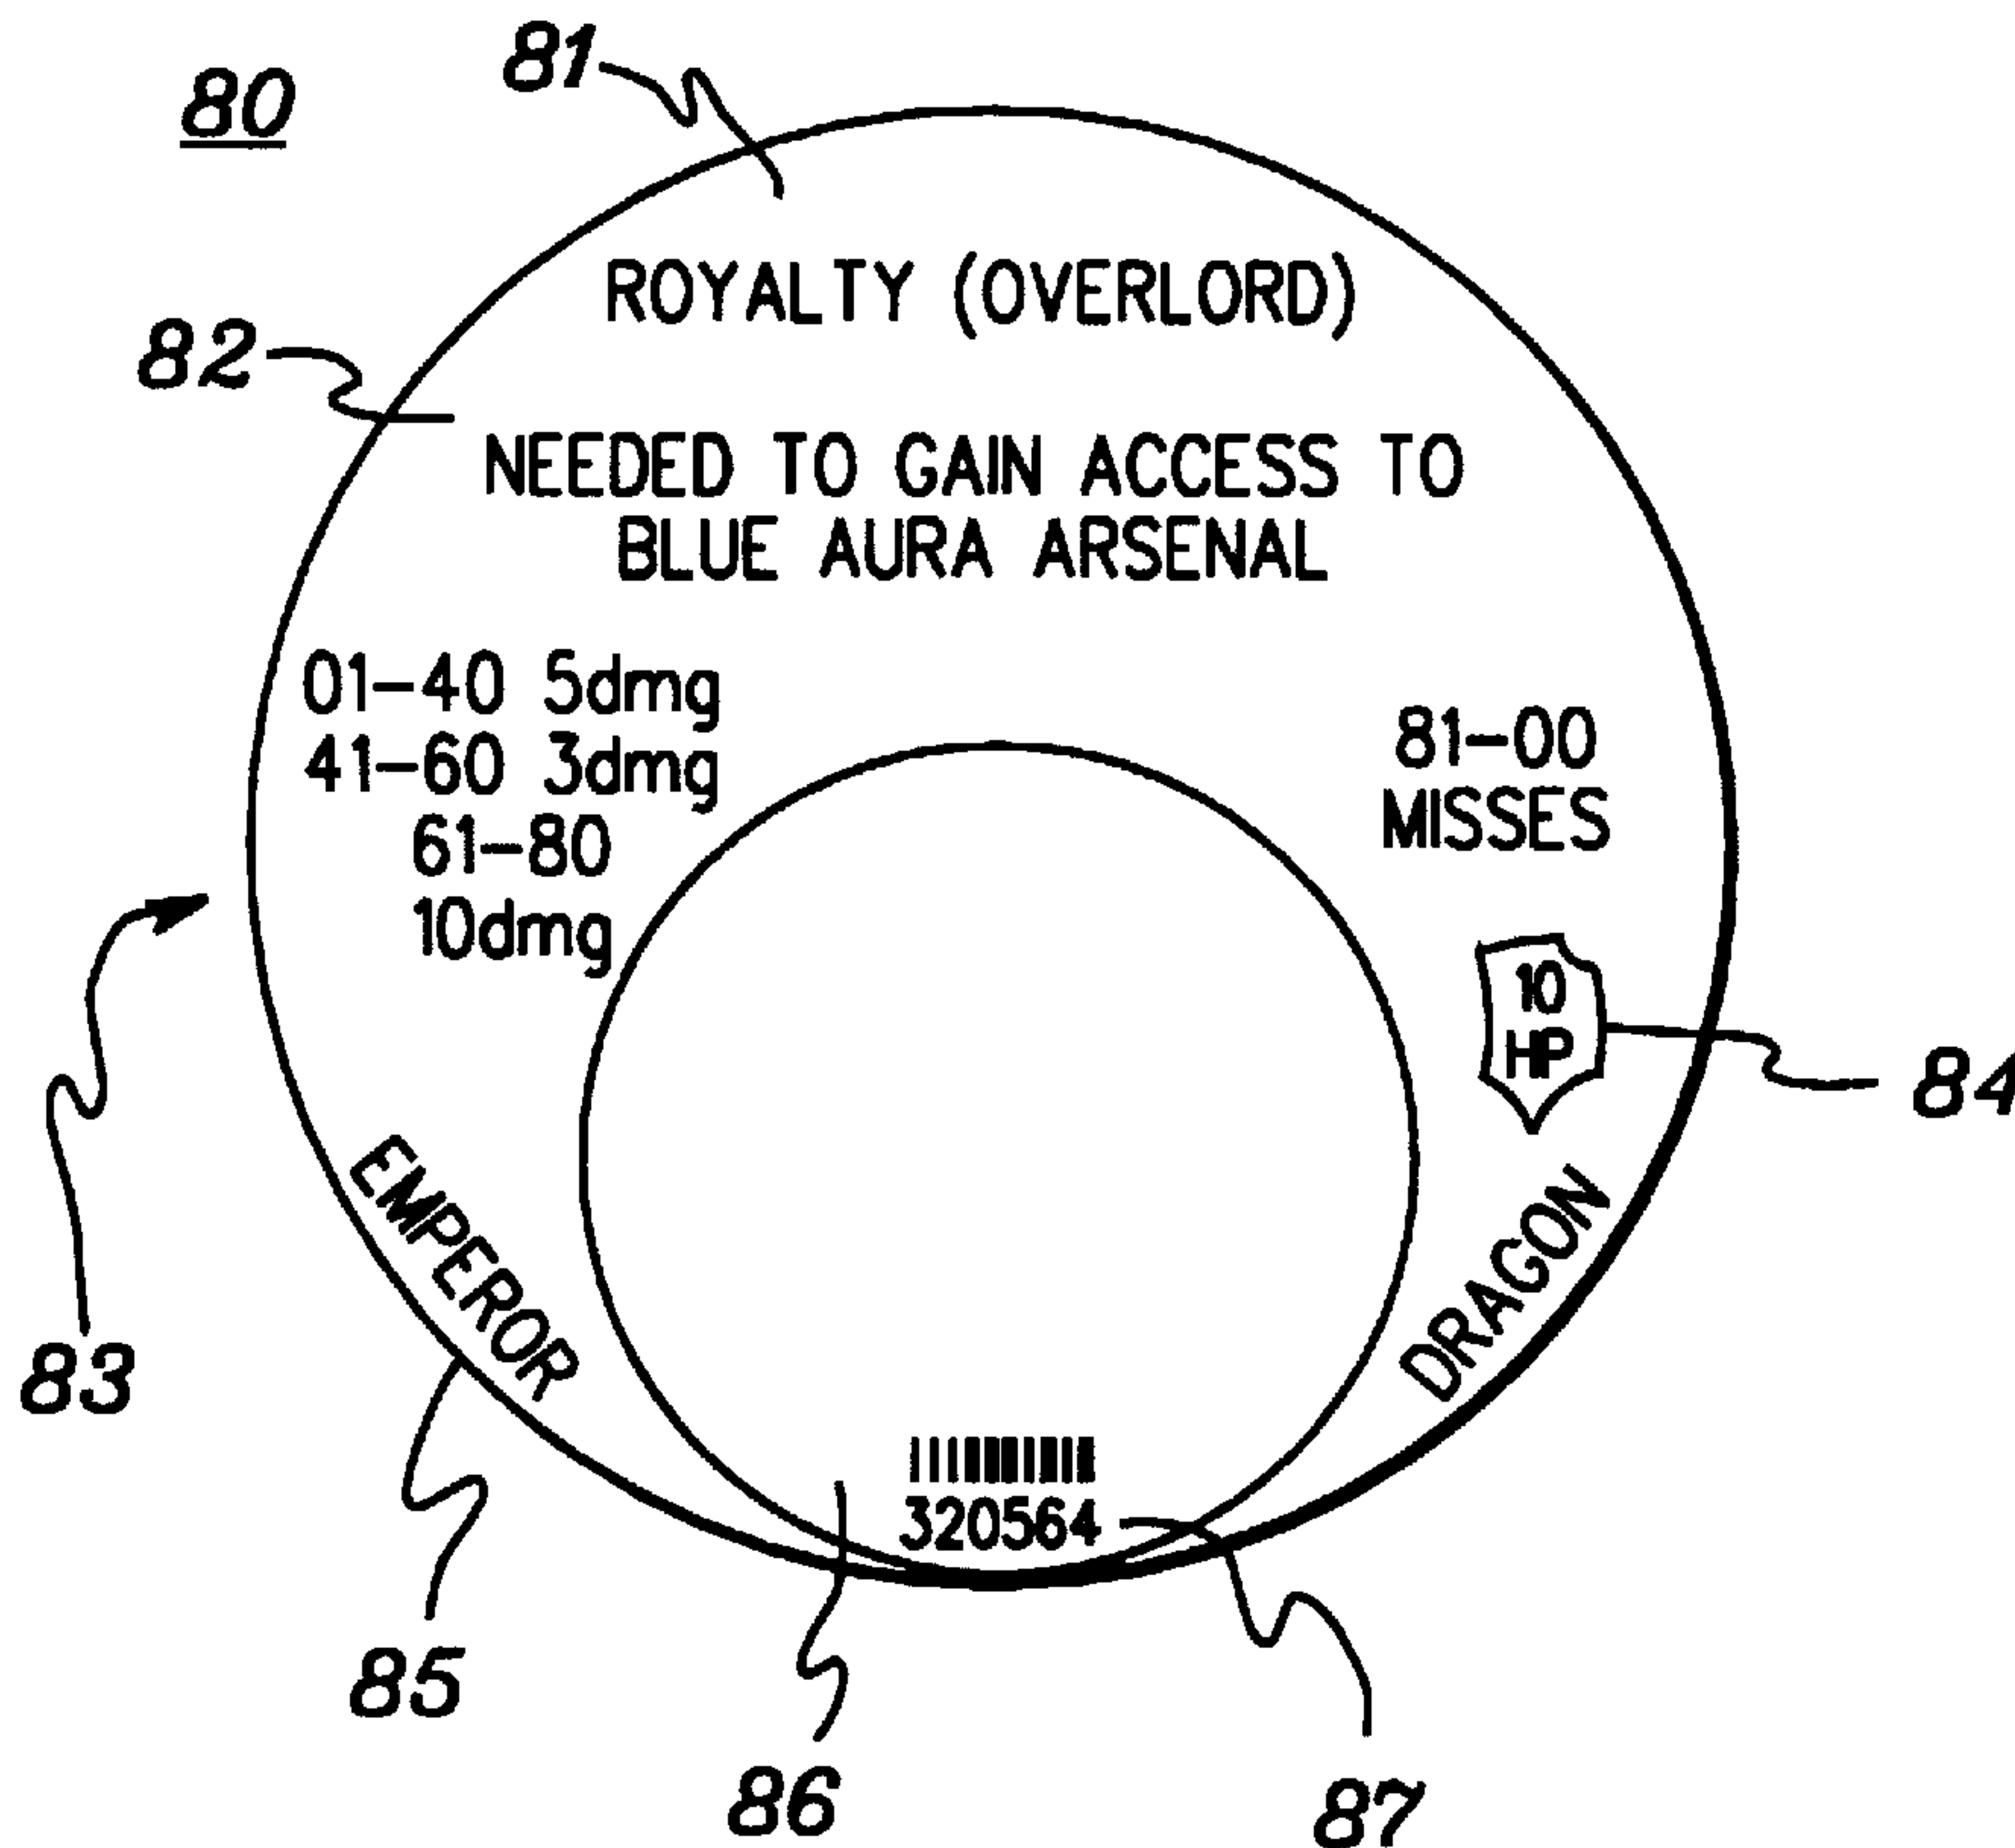 80
81
ROYALTY (OVERLORD)
82
NEEDED TO GAIN ACCESS TO
BLUE AURA ARSENAL
01-40 5dmg
41-60 3dmg
61-80
10dmg
81-00
MISSES
10
HP
84
83
EMPEROR
DRAGON
320564
85
86
87